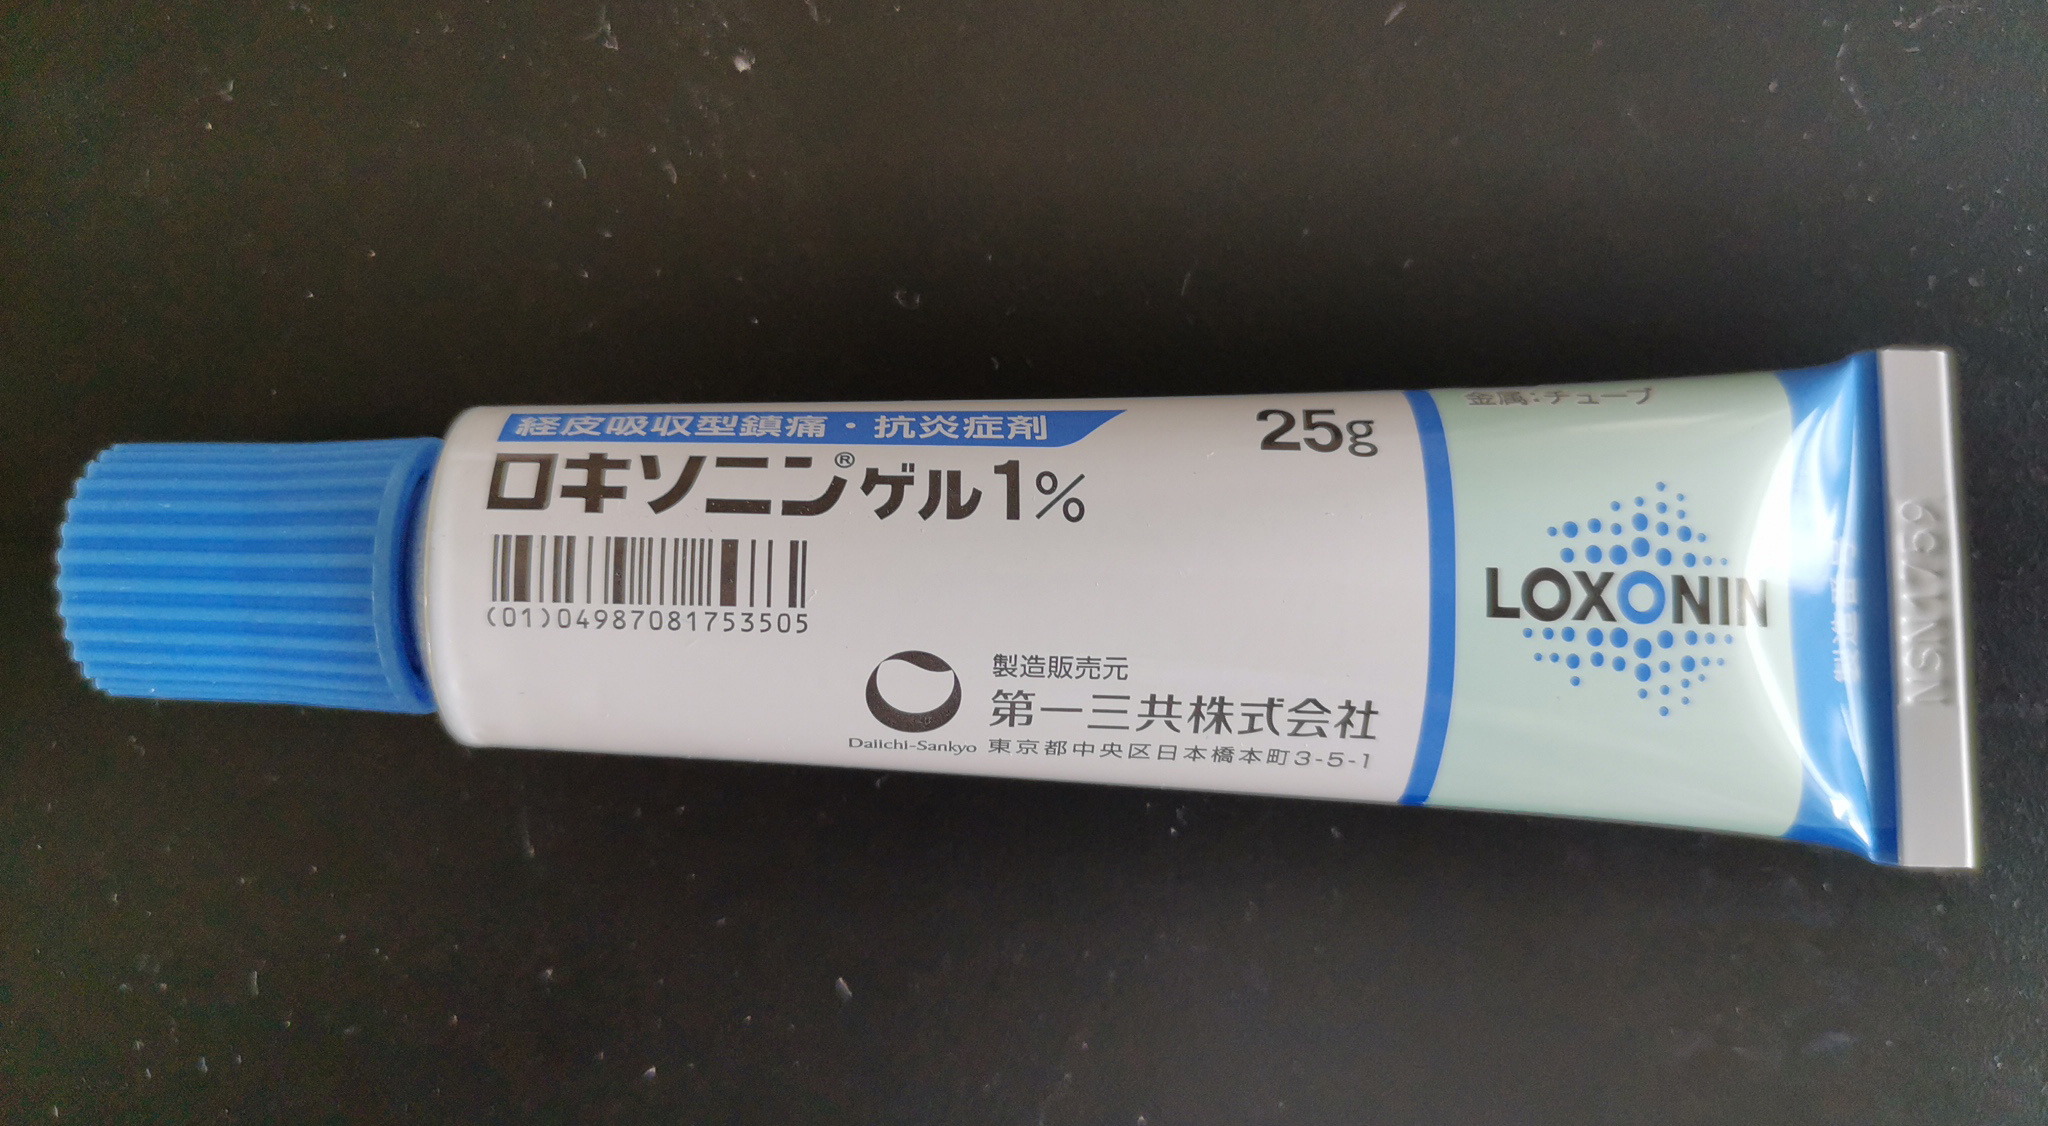 経皮吸収型鎮痛・抗炎症剤
ロキソニン®ゲル1%
25g
(01)04987081753505
製造販売元
第一三共株式会社
Daiichi-Sankyo
東京都中央区日本橋本町3-5-1
金属:チューブ
LOXONIN
NSN1759